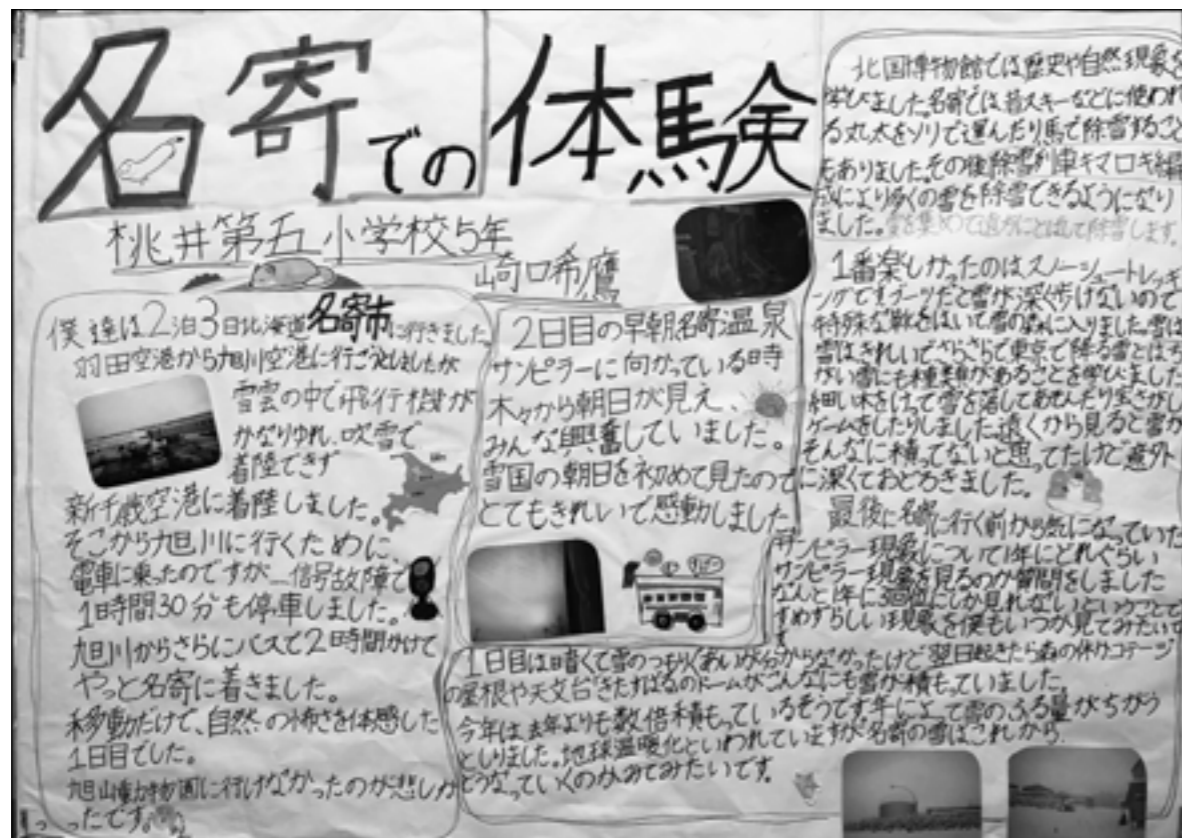 名寄での体験
桃井第五小学校5年
崎口希鷹
僕達は2泊3日北海道名寄市に行きました。
羽田空港から旭川空港に行こうとしましたが
雪雲の中で飛行機が
かなりゆれ、吹雪で
着陸できず
新千歳空港に着陸しました。
そこから旭川に行くために、
電車に乗ったのですが、信号故障で
1時間30分も停車しました。
旭川からさらにバスで2時間かけて
やっと名寄に着きました。
移動だけで、自然の怖さを体感した
1日目でした。
旭山動物園に行けなかったのが悲しか
ったです。
2日目の早朝名寄温泉
サンピラーに向かっている時
木々から朝日が見え、
みんな興奮していました。
雪国の朝日を初めて見たので
とてもきれいで感動しました。
1日目は暗くて雪のつもりぐあいが分からなかったけど翌日起きたら森の休けコテージ
の屋根や天文台きたすばるのドームがこんなにも雪が積もっていました。
今年は去年よりも数倍積もっているそうです年によって雪のふる量がちがう
としりました。地球温暖化といわれていますが名寄の雪はこれから
どうなっていくのかみてみたいです。
北国博物館では歴史や自然現象を
学びました。名寄では昔スキーなどに使われ
る丸太をソリで運んだり馬で除雪すること
もありました。その後除雪列車キマロキ編
成により多くの雪を除雪できるようになり
ました。雪を集めて遠がにとばして除雪します。
1番楽しかったのはスノーシュートレッキ
ングですブーツだと雪が深く歩けないので
特殊な靴をはいて雪の森に入りました。雪は
雪はきれいでさらさらで東京で降る雪とはち
がい雪にも種類があることを学びました
細い木をけって雪を落してあそんだり宝さがし
ゲームをしたりしました。遠くから見ると雪が
そんなに積ってないと思ってたけど意外
に深くておどろきました。
最後に名寄に行く前から気になっていた
サンピラー現象について1年にどれぐらい
サンピラー現象を見るのか質問をしました
なんと1年に3回にしか見れないということで
すめずらしい現象を僕もいつか見てみたいで
す